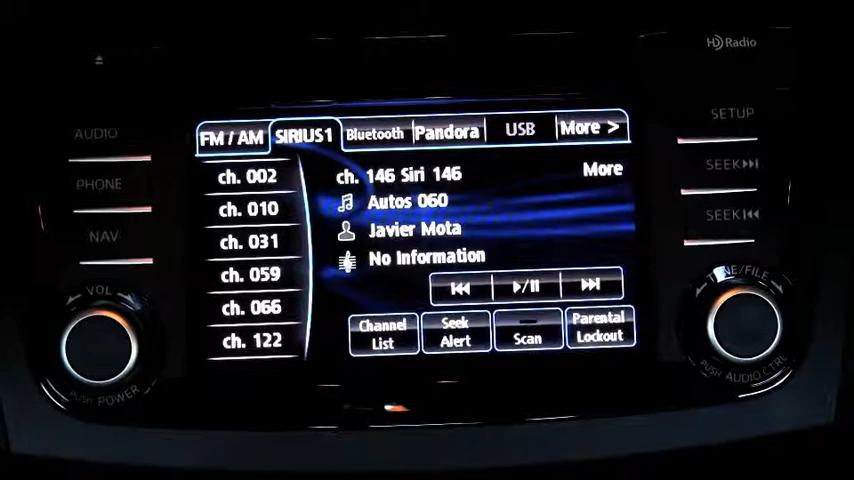 HD Radio
AUDIO
PHONE
NAV
VOL
PUSH POWER
FM / AM
SIRIUS1
Bluetooth
Pandora
USB
More >
ch. 002
ch. 010
ch. 031
ch. 059
ch. 066
ch. 122
ch. 146 Siri 146
More
Autos 060
Javier Mota
No Information
Channel
List
Seek
Alert
Scan
Parental
Lockout
SETUP
SEEK
SEEK
TUNE/FILE
PUSH AUDIO CTRL